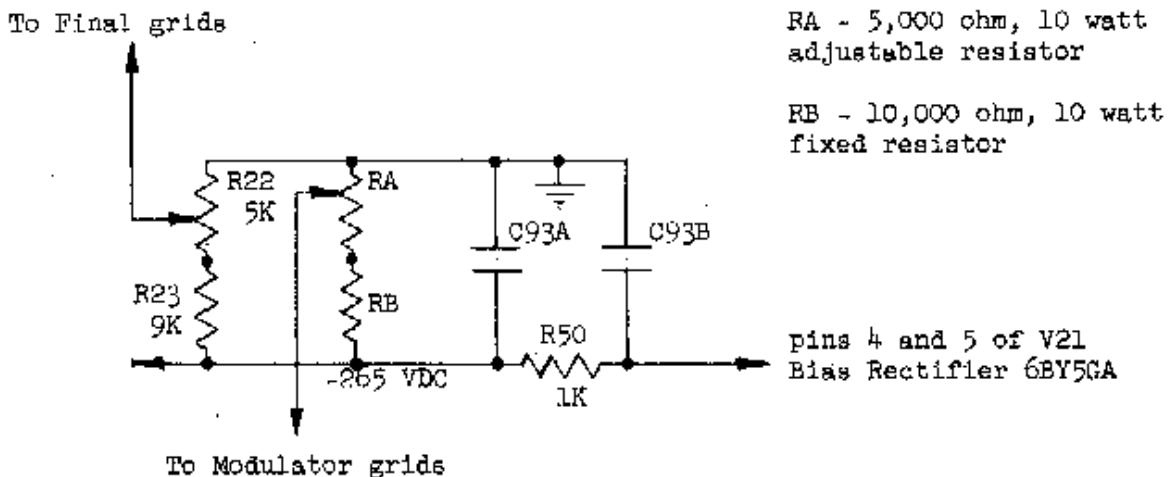 To Final grids
RA - 5,000 ohm, 10 watt
adjustable resistor
RB - 10,000 ohm, 10 watt
fixed resistor
R22
5K
RA
C93A
C93B
R23
9K
RB
R50
1K
-265 VDC
pins 4 and 5 of V21
Bias Rectifier 6BY5GA
To Modulator grids